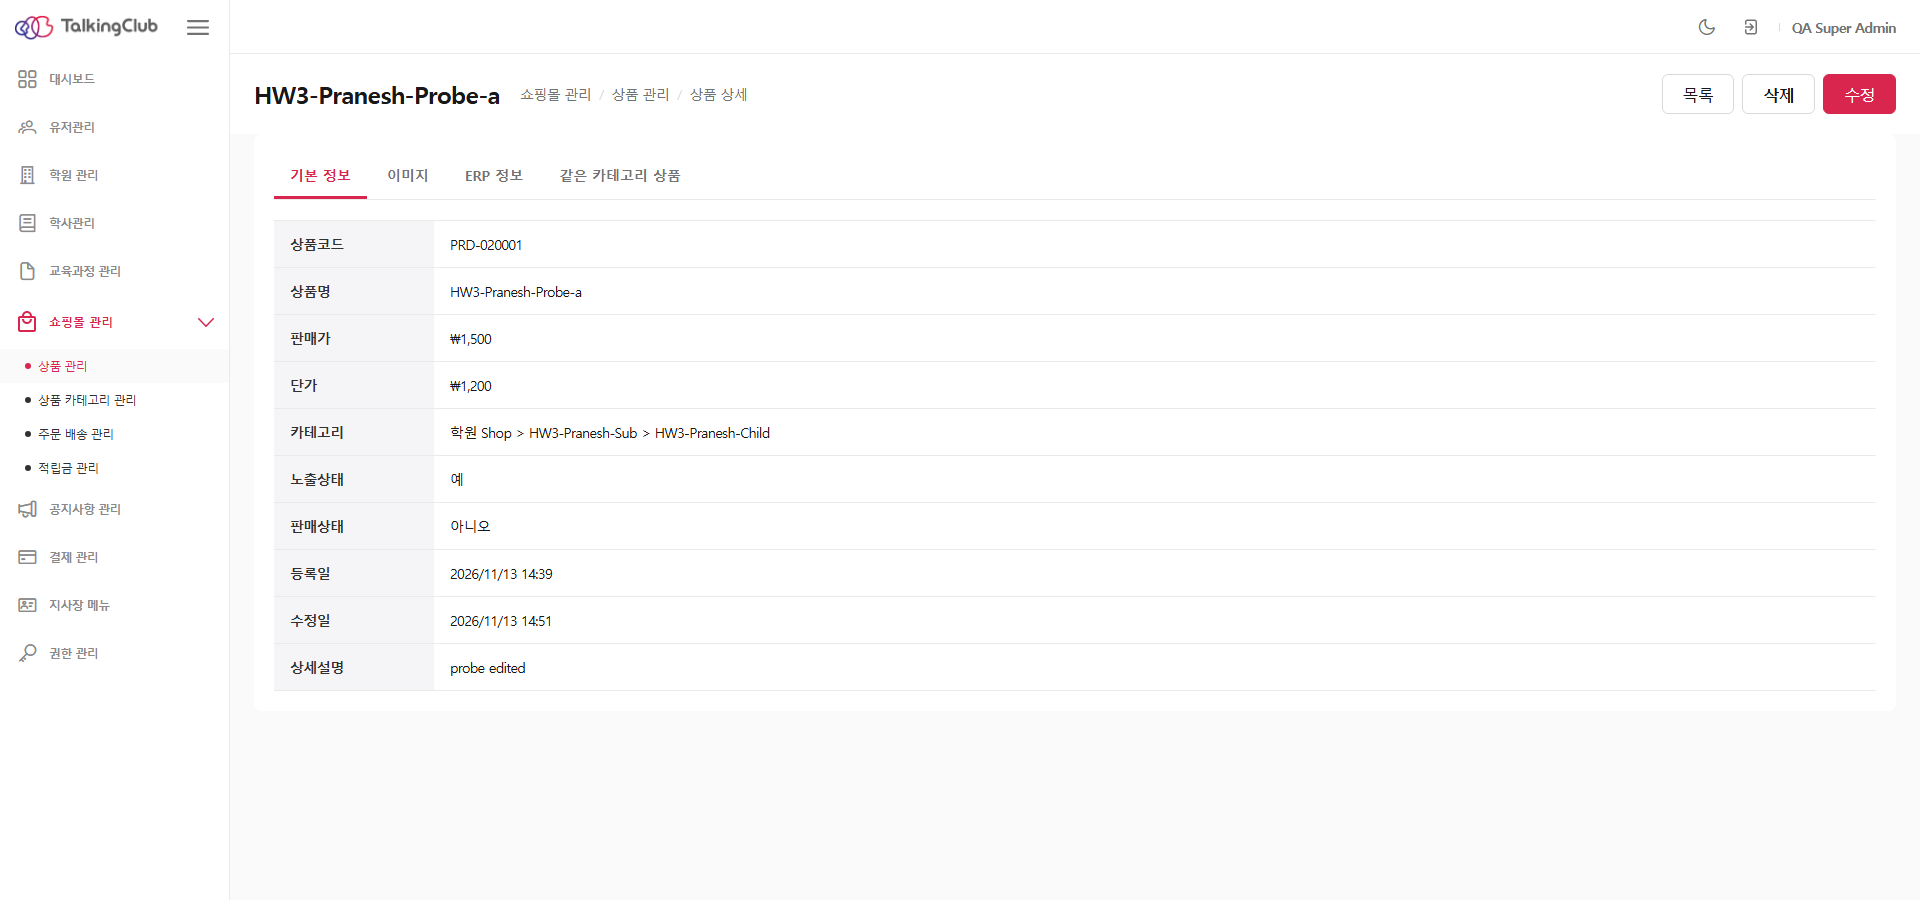 TalkingClub
QA Super Admin
대시보드
유저관리
학원 관리
학사관리
교육과정 관리
쇼핑몰 관리
상품 관리
상품 카테고리 관리
주문 배송 관리
적립금 관리
공지사항 관리
결제 관리
지사장 메뉴
권한 관리
HW3-Pranesh-Probe-a
쇼핑몰 관리 / 상품 관리 / 상품 상세
목록
삭제
수정
기본 정보
이미지
ERP 정보
같은 카테고리 상품
상품코드 PRD-020001
상품명 HW3-Pranesh-Probe-a
판매가 ₩1,500
단가 ₩1,200
카테고리 학원 Shop > HW3-Pranesh-Sub > HW3-Pranesh-Child
노출상태 예
판매상태 아니오
등록일 2026/11/13 14:39
수정일 2026/11/13 14:51
상세설명 probe edited